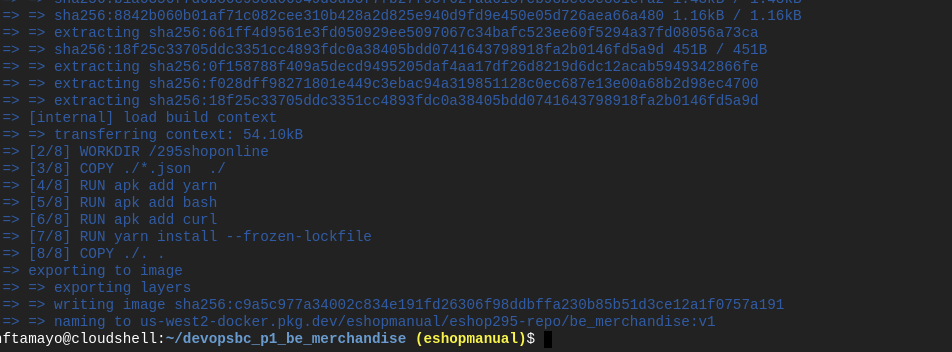 => => sha256:8842b060b01af71c082cee310b428a2d825e940d9fd9e450e05d726aea66a480 1.16kB / 1.16kB
=> => extracting sha256:661ff4d9561e3fd050929ee5097067c34bafc523ee60f5294a37fd08056a73ca
=> => sha256:18f25c33705ddc3351cc4893fdc0a38405bdd0741643798918fa2b0146fd5a9d 451B / 451B
=> => extracting sha256:0f158788f409a5decd9495205daf4aa17df26d8219d6dc12acab5949342866fe
=> => extracting sha256:f028dff98271801e449c3ebac94a319851128c0ec687e13e00a68b2d98ec4700
=> => extracting sha256:18f25c33705ddc3351cc4893fdc0a38405bdd0741643798918fa2b0146fd5a9d
=> [internal] load build context
=> => transferring context: 54.10kB
=> [2/8] WORKDIR /295shoponline
=> [3/8] COPY ./*.json  ./
=> [4/8] RUN apk add yarn
=> [5/8] RUN apk add bash
=> [6/8] RUN apk add curl
=> [7/8] RUN yarn install --frozen-lockfile
=> [8/8] COPY ./. .
=> exporting to image
=> => exporting layers
=> => writing image sha256:c9a5c977a34002c834e191fd26306f98ddbffa230b85b51d3ce12a1f0757a191
=> => naming to us-west2-docker.pkg.dev/eshopmanual/eshop295-repo/be_merchandise:v1
nftamayo@cloudshell:~/devopsbc_p1_be_merchandise (eshopmanual)$